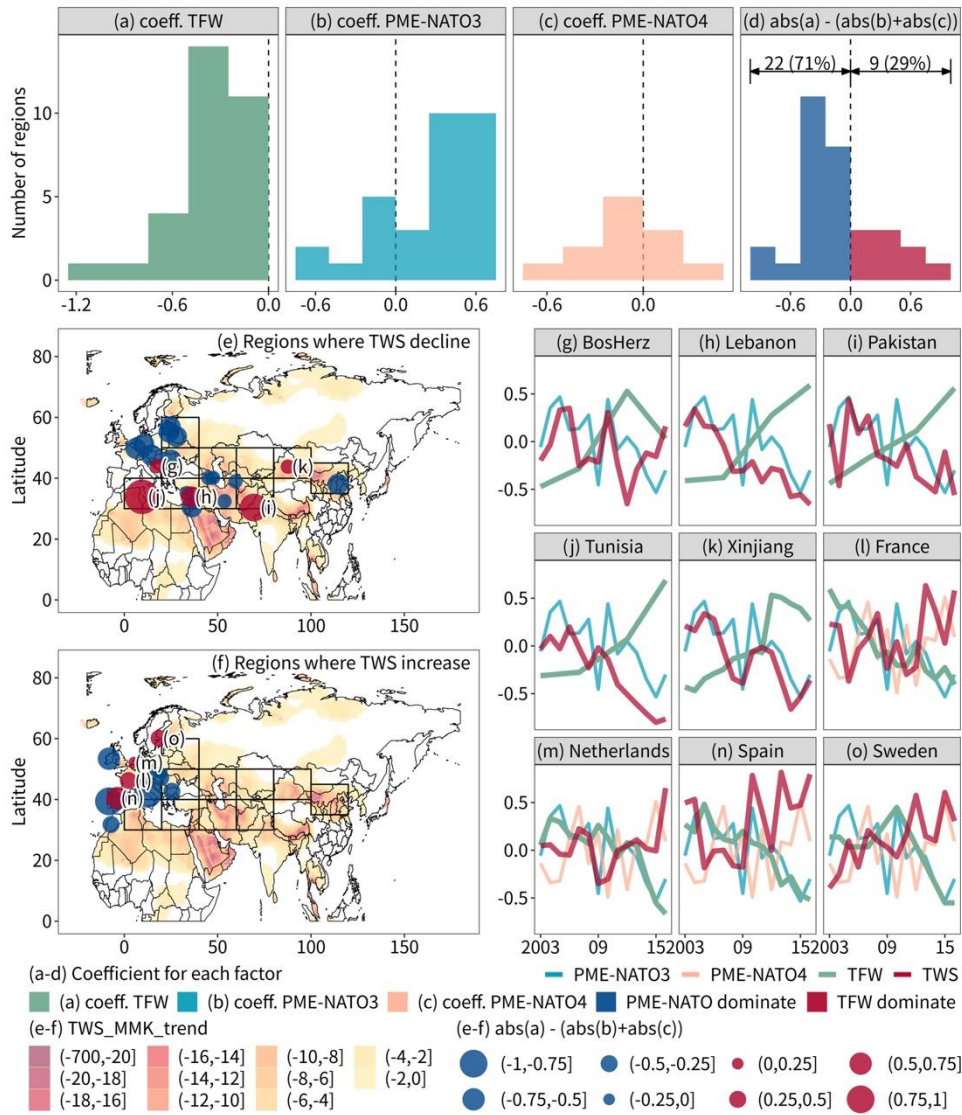 (a) coeff. TFW
(b) coeff. PME-NATO3
(c) coeff. PME-NATO4
(d) abs(a) - (abs(b)+abs(c))
Number of regions
10
5
0
22 (71%)
9 (29%)
-1.2 -0.6 0.0
-0.6 0.0 0.6
-0.6 0.0
-0.6 0.0 0.6
(e) Regions where TWS decline
Latitude
80
60
40
20
0
(g)
(k)
(j)
(h)
(i)
0 50 100 150
(f) Regions where TWS increase
Latitude
80
60
40
20
0
(o)
(m)
(l)
(n)
0 50 100 150
(g) BosHerz
(h) Lebanon
(i) Pakistan
0.5
0.0
-0.5
(j) Tunisia
(k) Xinjiang
(l) France
0.5
0.0
-0.5
(m) Netherlands
(n) Spain
(o) Sweden
0.5
0.0
-0.5
2003 09 15
2003 09 15
2003 09 15
(a-d) Coefficient for each factor
PME-NATO3 PME-NATO4 TFW TWS
(a) coeff. TFW (b) coeff. PME-NATO3 (c) coeff. PME-NATO4 PME-NATO dominate TFW dominate
(e-f) TWS_MMK_trend
(-700,-20] (-16,-14] (-10,-8] (-4,-2]
(-20,-18] (-14,-12] (-8,-6] (-2,0]
(-18,-16] (-12,-10] (-6,-4]
(e-f) abs(a) - (abs(b)+abs(c))
(-1,-0.75] (-0.5,-0.25] (0,0.25] (0.5,0.75]
(-0.75,-0.5] (-0.25,0] (0.25,0.5] (0.75,1]